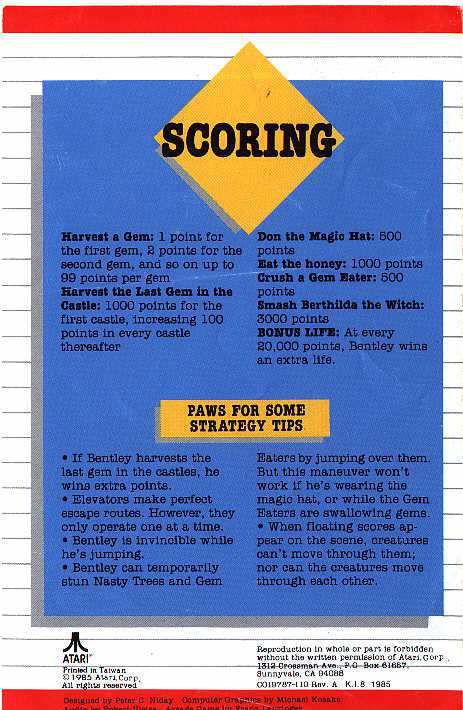 SCORING
Harvest a Gem: 1 point for
the first gem, 2 points for the
second gem, and so on up to
99 points per gem
Harvest the Last Gem in the
Castle: 1000 points for the
first castle, increasing 100
points in every castle
thereafter
Don the Magic Hat: 500
points
Eat the honey: 1000 points
Crush a Gem Eater: 500
points
Smash Berthilda the Witch:
3000 points
BONUS LIFE: At every
20,000 points, Bentley wins
an extra life.
PAWS FOR SOME
STRATEGY TIPS
• If Bentley harvests the
last gem in the castles, he
wins extra points.
• Elevators make perfect
escape routes. However, they
only operate one at a time.
• Bentley is invincible while
he's jumping.
• Bentley can temporarily
stun Nasty Trees and Gem
Eaters by jumping over them.
But this maneuver won't
work if he's wearing the
magic hat, or while the Gem
Eaters are swallowing gems.
• When floating scores ap-
pear on the scene, creatures
can't move through them;
nor can the creatures move
through each other.
ATARI™
Printed in Taiwan
© 1985 Atari, Corp.
All rights reserved
Reproduction in whole or part is forbidden
without the written permission of Atari, Corp.,
1312 Crossman Ave., P.O. Box 61657,
Sunnyvale, CA 94088
CO19787-110 Rev. A K.I.8 1985
Designed by Peter C. Niday Computer Graphics by Michael Kosaka
Audio by Robert Game by